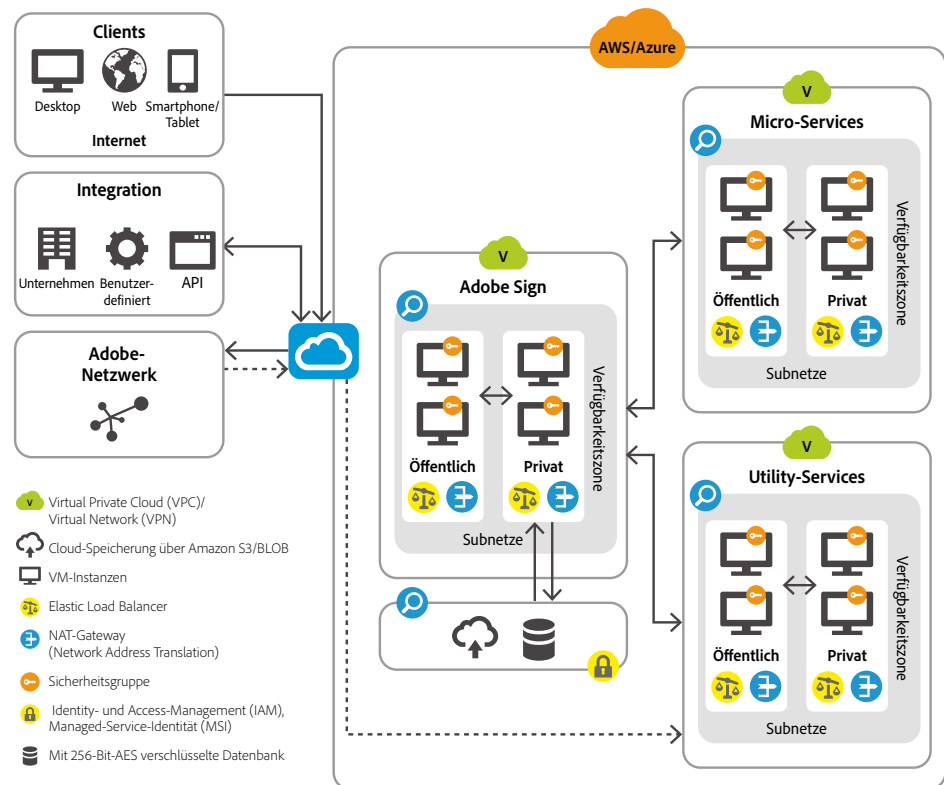 Clients
Desktop
Web
Smartphone/
Tablet
Internet
Integration
Unternehmen
Benutzer-
definiert
API
Adobe-
Netzwerk
V
Virtual Private Cloud (VPC)/
Virtual Network (VPN)
Cloud-Speicherung über Amazon S3/BLOB
VM-Instanzen
Elastic Load Balancer
NAT-Gateway
(Network Address Translation)
Sicherheitsgruppe
Identity- und Access-Management (IAM),
Managed-Service-Identität (MSI)
Mit 256-Bit-AES verschlüsselte Datenbank
AWS/Azure
V
Adobe Sign
Öffentlich
Privat
Verfügbarkeitszone
Subnetze
V
Micro-Services
Öffentlich
Privat
Verfügbarkeitszone
Subnetze
V
Utility-Services
Öffentlich
Privat
Verfügbarkeitszone
Subnetze